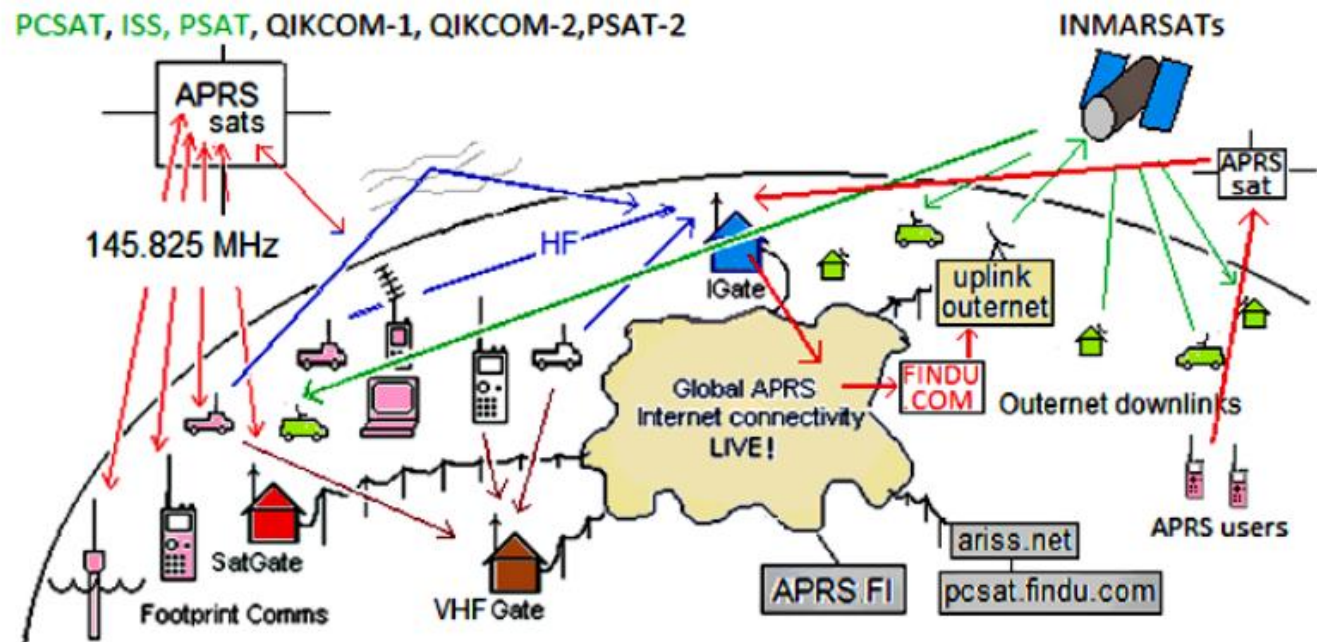 PCSAT, ISS, PSAT, QIKCOM-1, QIKCOM-2,PSAT-2
INMARSATs
APRS
sats
APRS
sat
145.825 MHz
HF
IGate
uplink
outernet
Global APRS
Internet connectivity
LIVE!
FINDU
.COM
Outernet downlinks
SatGate
Footprint Comms
VHF Gate
APRS users
ariss.net
APRS FI
pcsat.findu.com